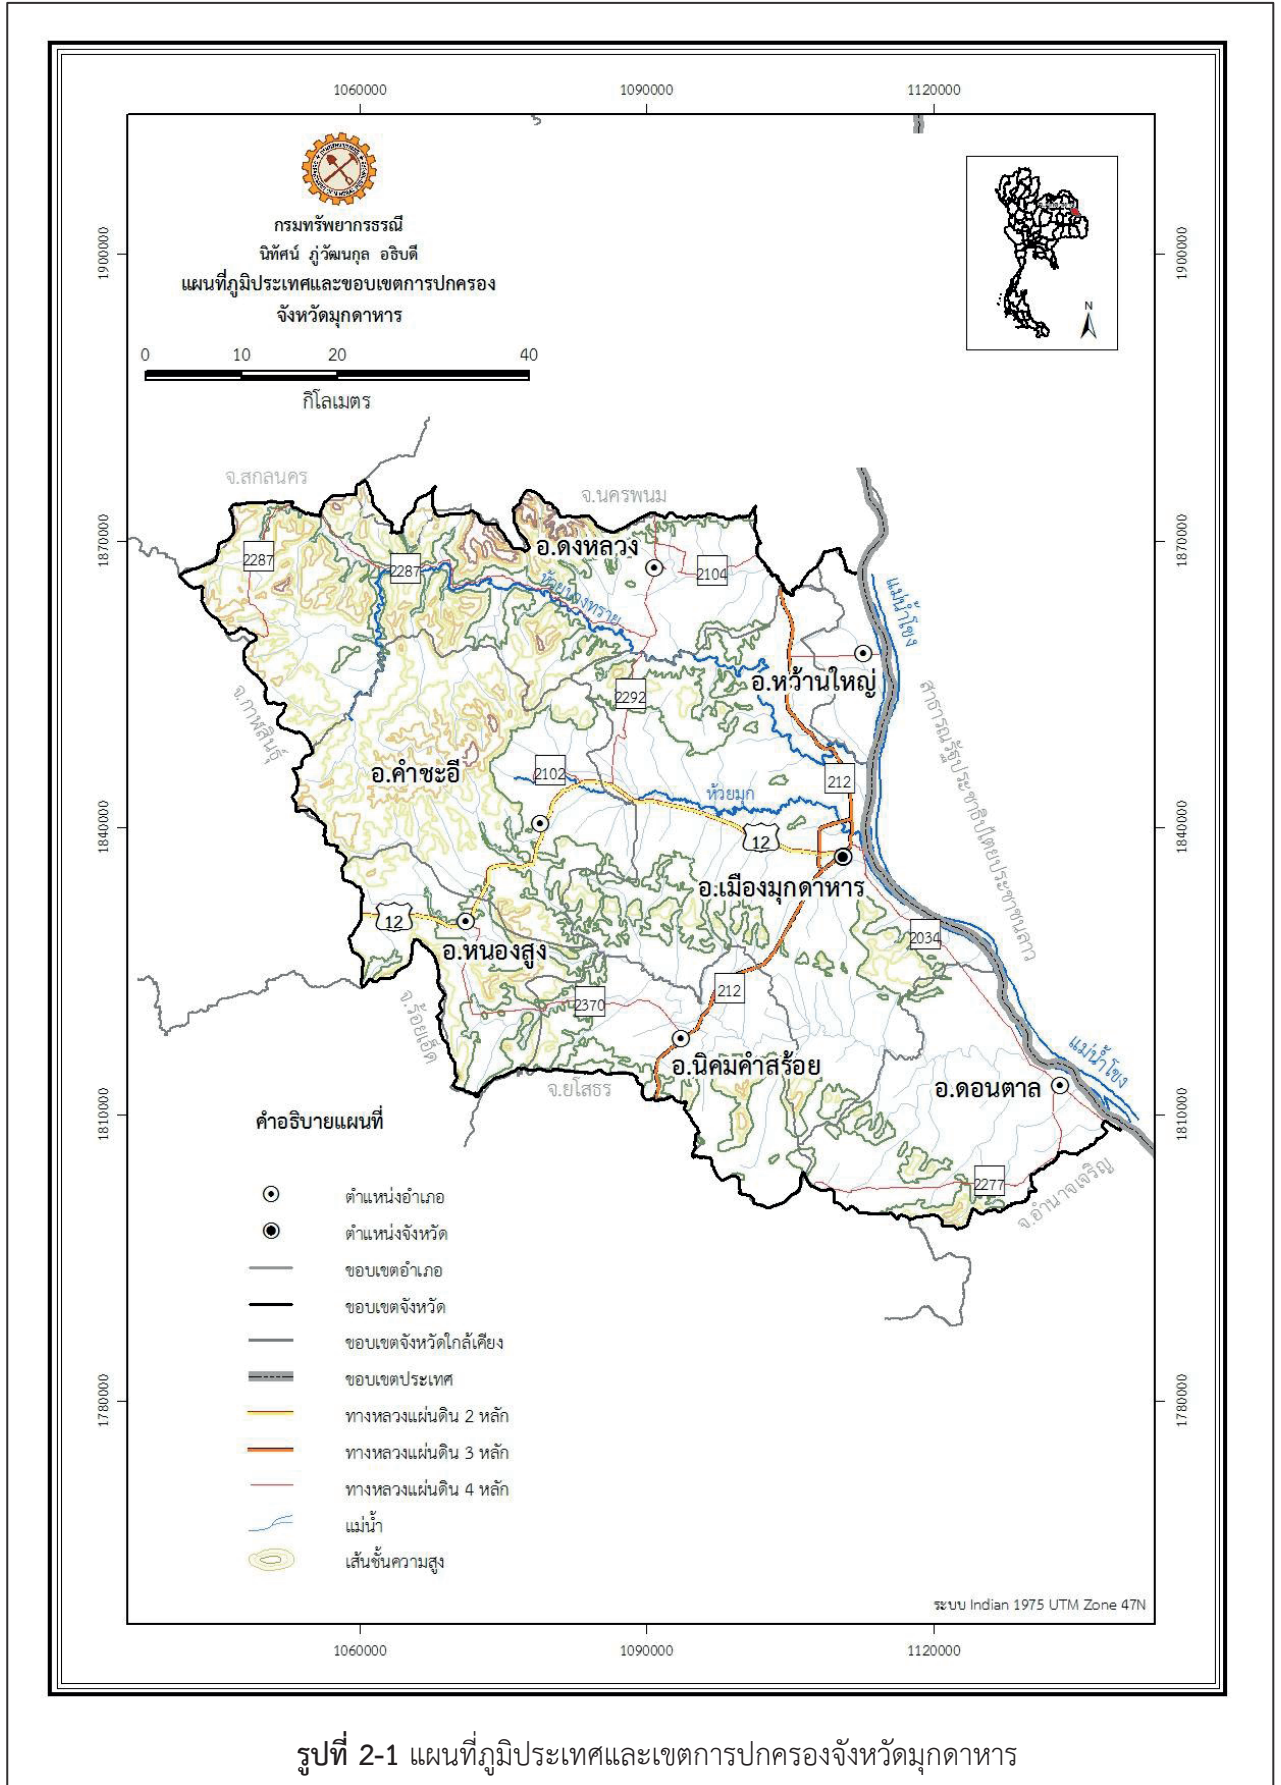 1060000
1090000
1120000
กรมทรัพยากรธรณี
นิทัศน์ ภู่วัฒนกุล อธิบดี
แผนที่ภูมิประเทศและขอบเขตการปกครอง
จังหวัดมุกดาหาร
0 10 20 40
กิโลเมตร
N
1900000
1900000
จ.สกลนคร
จ.นครพนม
1870000
1870000
อ.ดงหลวง
2287
2287
2104
ห้วยบางทราย
แม่น้ำโขง
อ.หว้านใหญ่
2292
จ.กาฬสินธุ์
สาธารณรัฐประชาธิปไตยประชาชนลาว
อ.คำชะอี
2102
212
ห้วยมุก
1840000
1840000
12
อ.เมืองมุกดาหาร
12
2034
อ.หนองสูง
212
2370
จ.ร้อยเอ็ด
แม่น้ำโขง
อ.นิคมคำสร้อย
อ.ดอนตาล
จ.ยโสธร
1810000
1810000
2277
จ.อำนาจเจริญ
คำอธิบายแผนที่
ตำแหน่งอำเภอ
ตำแหน่งจังหวัด
ขอบเขตอำเภอ
ขอบเขตจังหวัด
ขอบเขตจังหวัดใกล้เคียง
ขอบเขตประเทศ
1780000
1780000
ทางหลวงแผ่นดิน 2 หลัก
ทางหลวงแผ่นดิน 3 หลัก
ทางหลวงแผ่นดิน 4 หลัก
แม่น้ำ
เส้นชั้นความสูง
ระบบ Indian 1975 UTM Zone 47N
1060000
1090000
1120000
รูปที่ 2-1 แผนที่ภูมิประเทศและเขตการปกครองจังหวัดมุกดาหาร